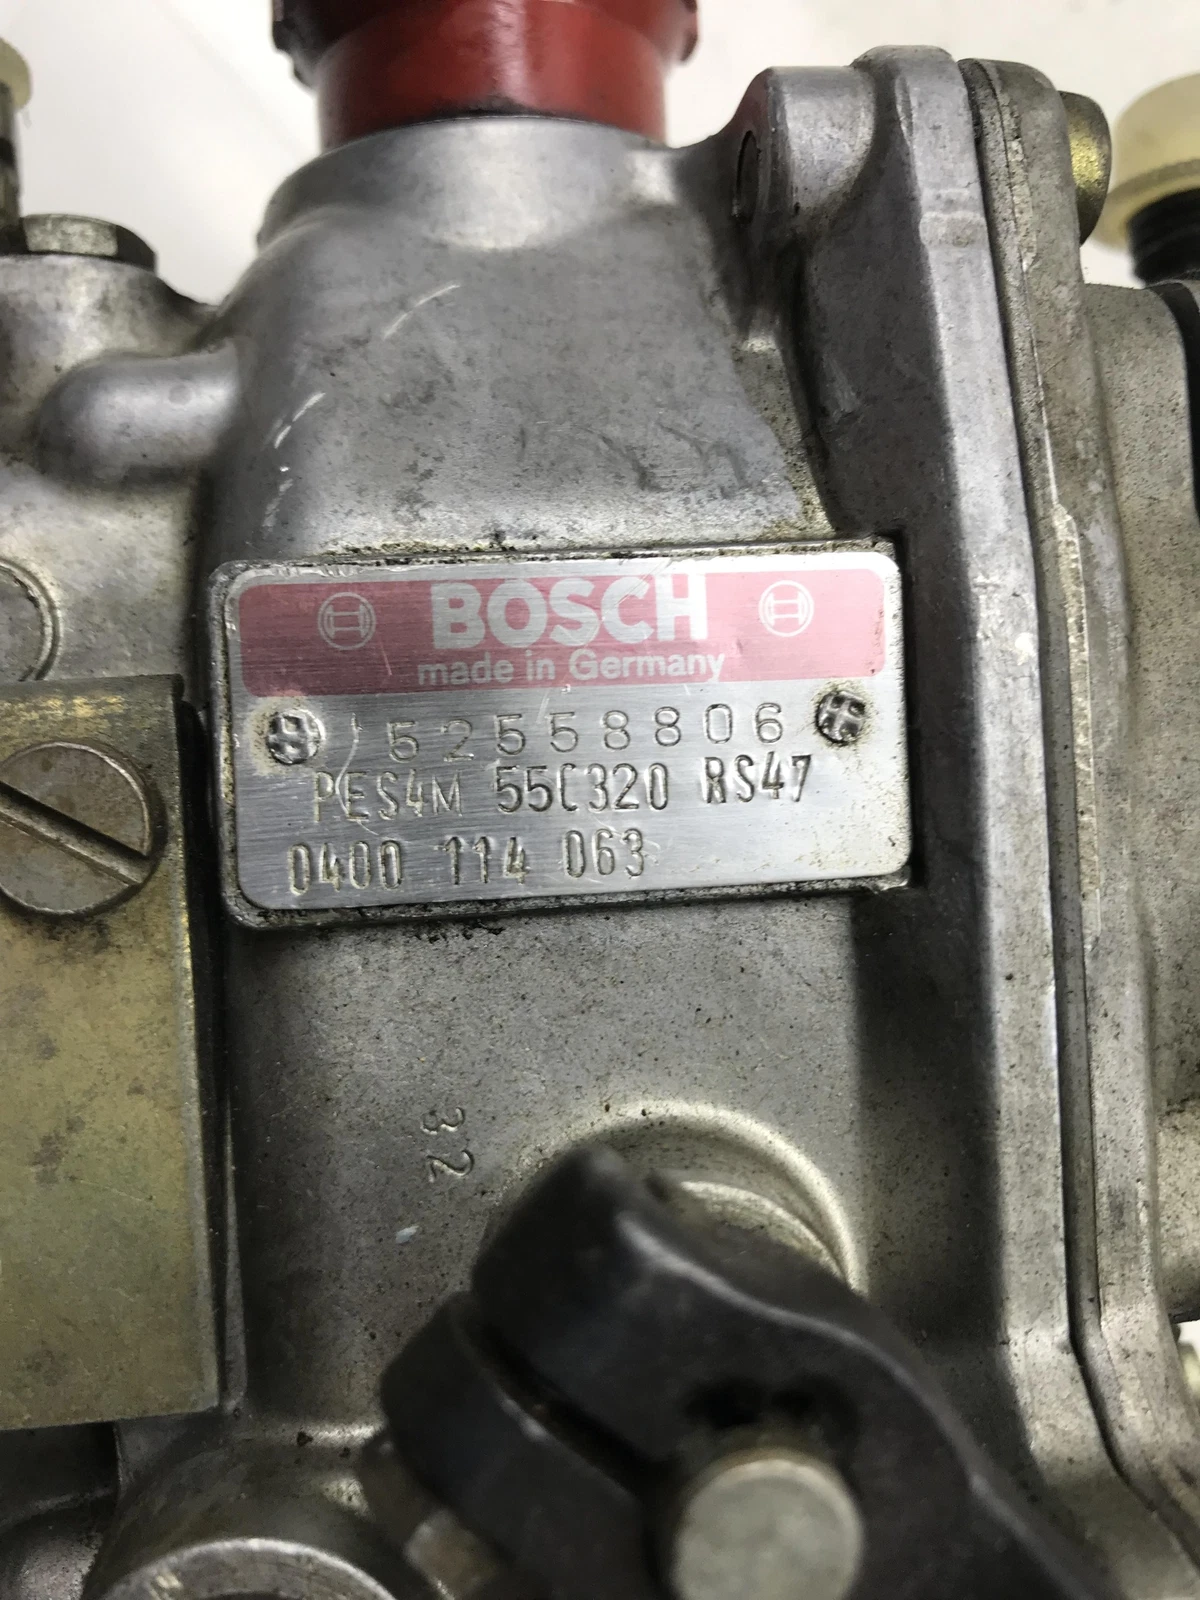 BOSCH
made in Germany
52558806
PES4M 55C320 RS47
0400 114 063
32